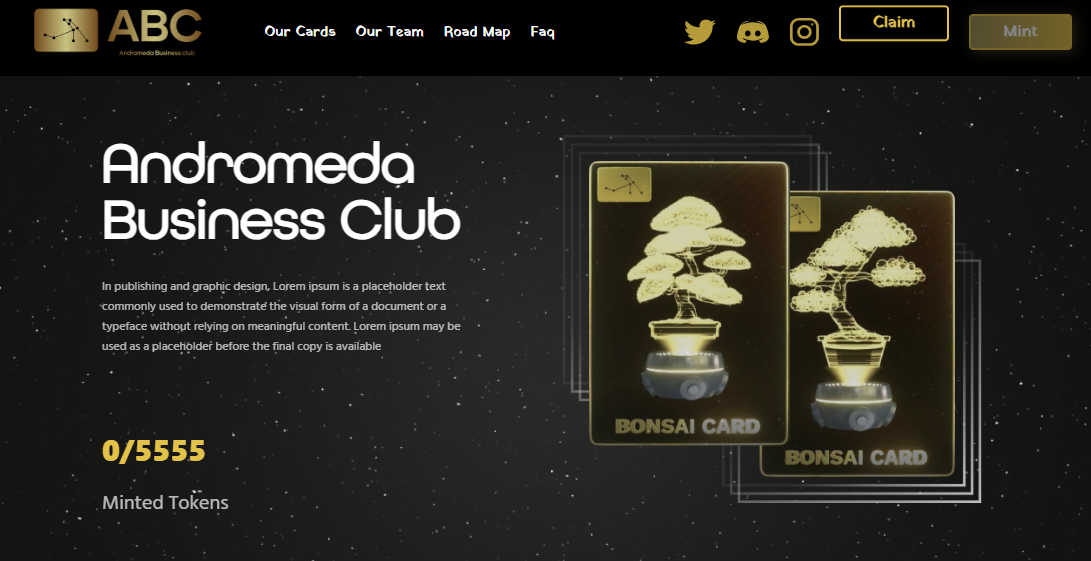 ABC
Andromeda Business club
Our Cards Our Team Road Map Faq
Claim
Mint
Andromeda
Business Club
In publishing and graphic design, Lorem ipsum is a placeholder text
commonly used to demonstrate the visual form of a document or a
typeface without relying on meaningful content. Lorem ipsum may be
used as a placeholder before the final copy is available
0/5555
Minted Tokens
BONSAI CARD
BONSAI CARD